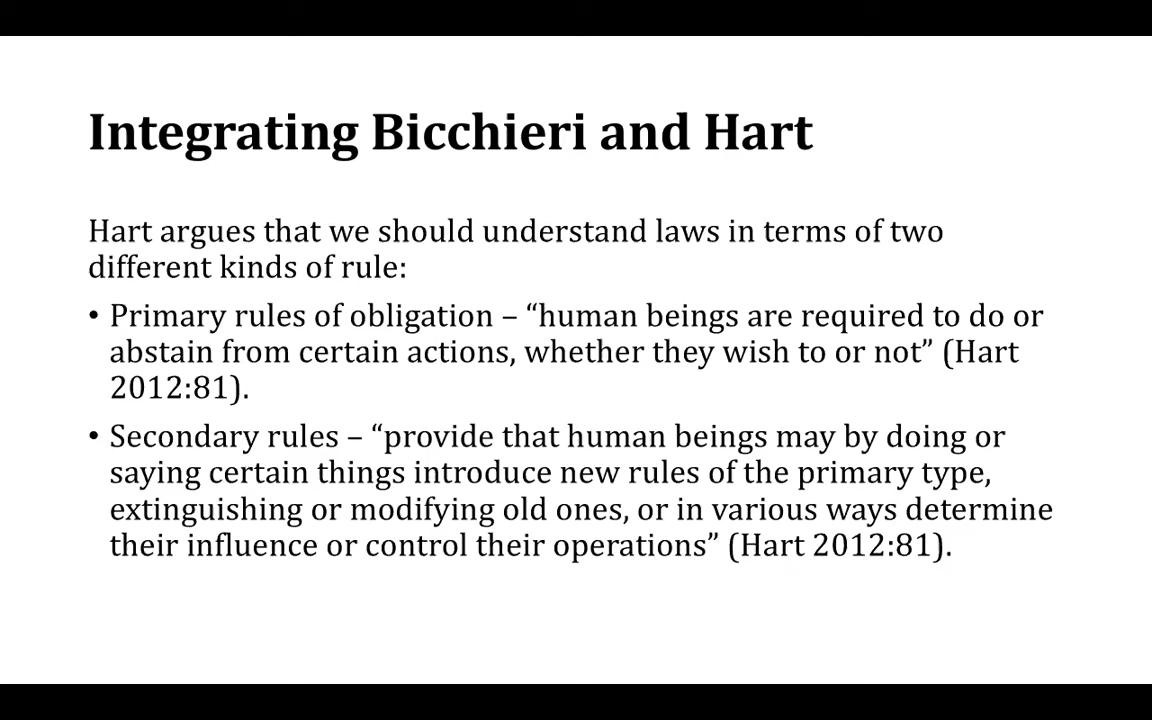 Integrating Bicchieri and Hart
Hart argues that we should understand laws in terms of two
different kinds of rule:
• Primary rules of obligation – “human beings are required to do or
abstain from certain actions, whether they wish to or not” (Hart
2012:81).
• Secondary rules – “provide that human beings may by doing or
saying certain things introduce new rules of the primary type,
extinguishing or modifying old ones, or in various ways determine
their influence or control their operations” (Hart 2012:81).